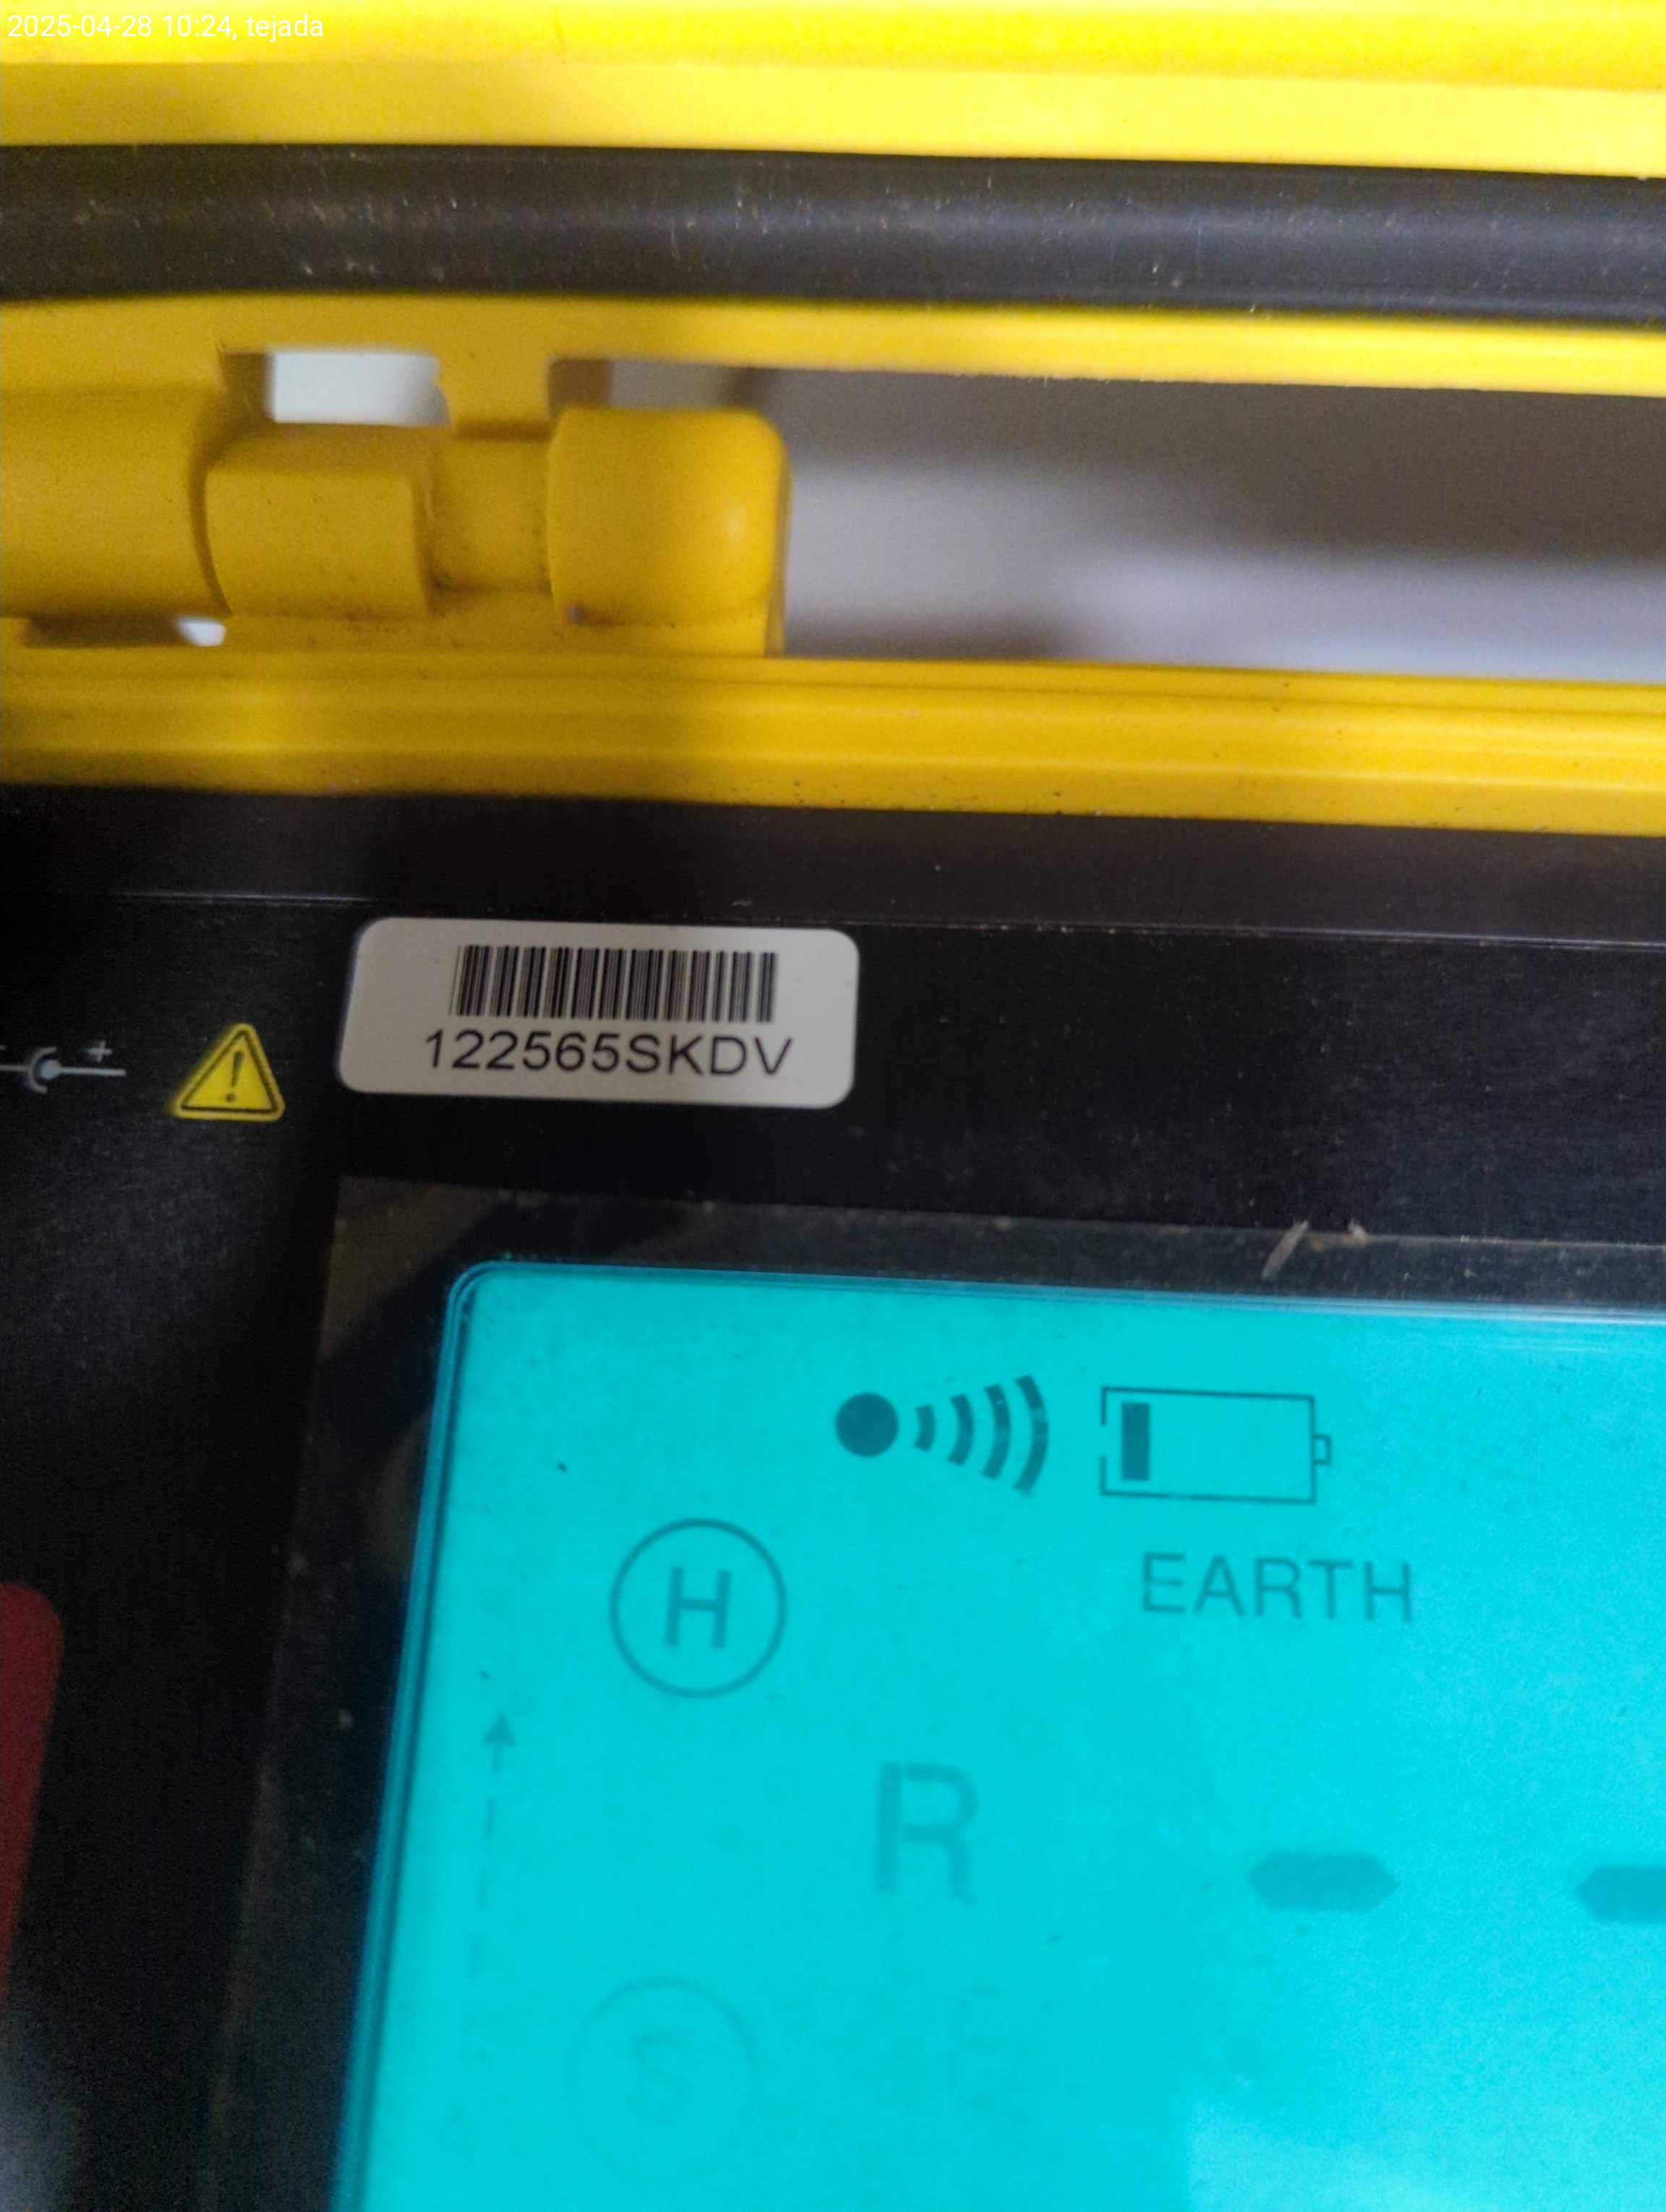 2025-04-28 10:24, tejada
122565SKDV
EARTH
H
R
S